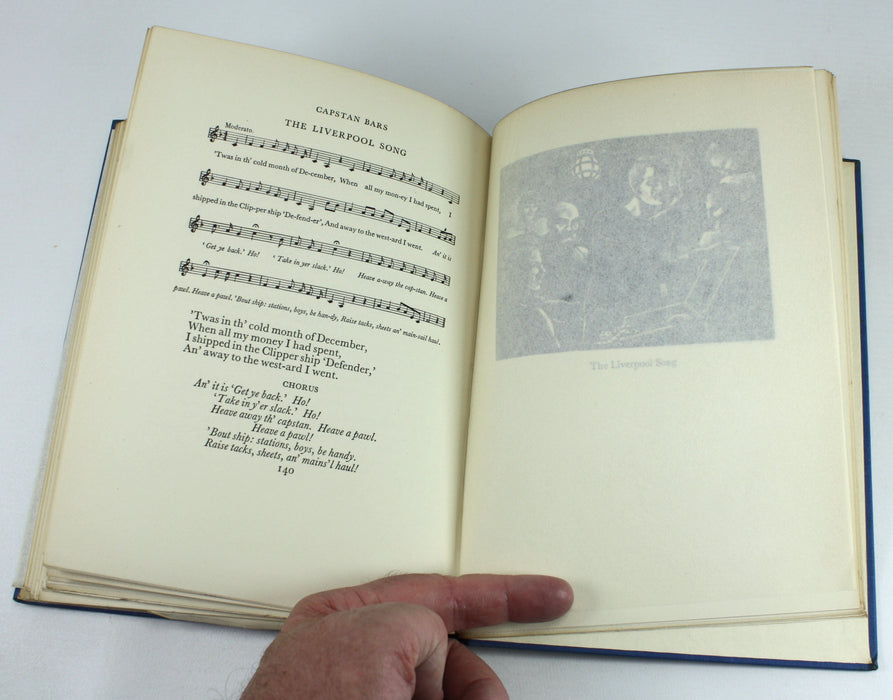 CAPSTAN BARS
THE LIVERPOOL SONG
Moderato.
'Twas in th' cold month of De-cember, When all my mon-ey I had spent, I
shipped in the Clip-per ship 'De-fend-er', And away to the west-ard I went. An' it is
'Get ye back.' Ho! 'Take in yer slack.' Ho! Heave a-way the cap-stan. Heave a
pawl. Heave a pawl. 'Bout ship: stations, boys, be han-dy, Raise tacks, sheets an' main-sail haul.
'Twas in th' cold month of December,
When all my money I had spent,
I shipped in the Clipper ship 'Defender,'
An' away to the west-ard I went.
CHORUS
An' it is 'Get ye back.' Ho!
'Take in y'er slack.' Ho!
Heave away th' capstan. Heave a pawl.
Heave a pawl!
'Bout ship: stations, boys, be handy.
Raise tacks, sheets, an' mains'l haul!
140
The Liverpool Song